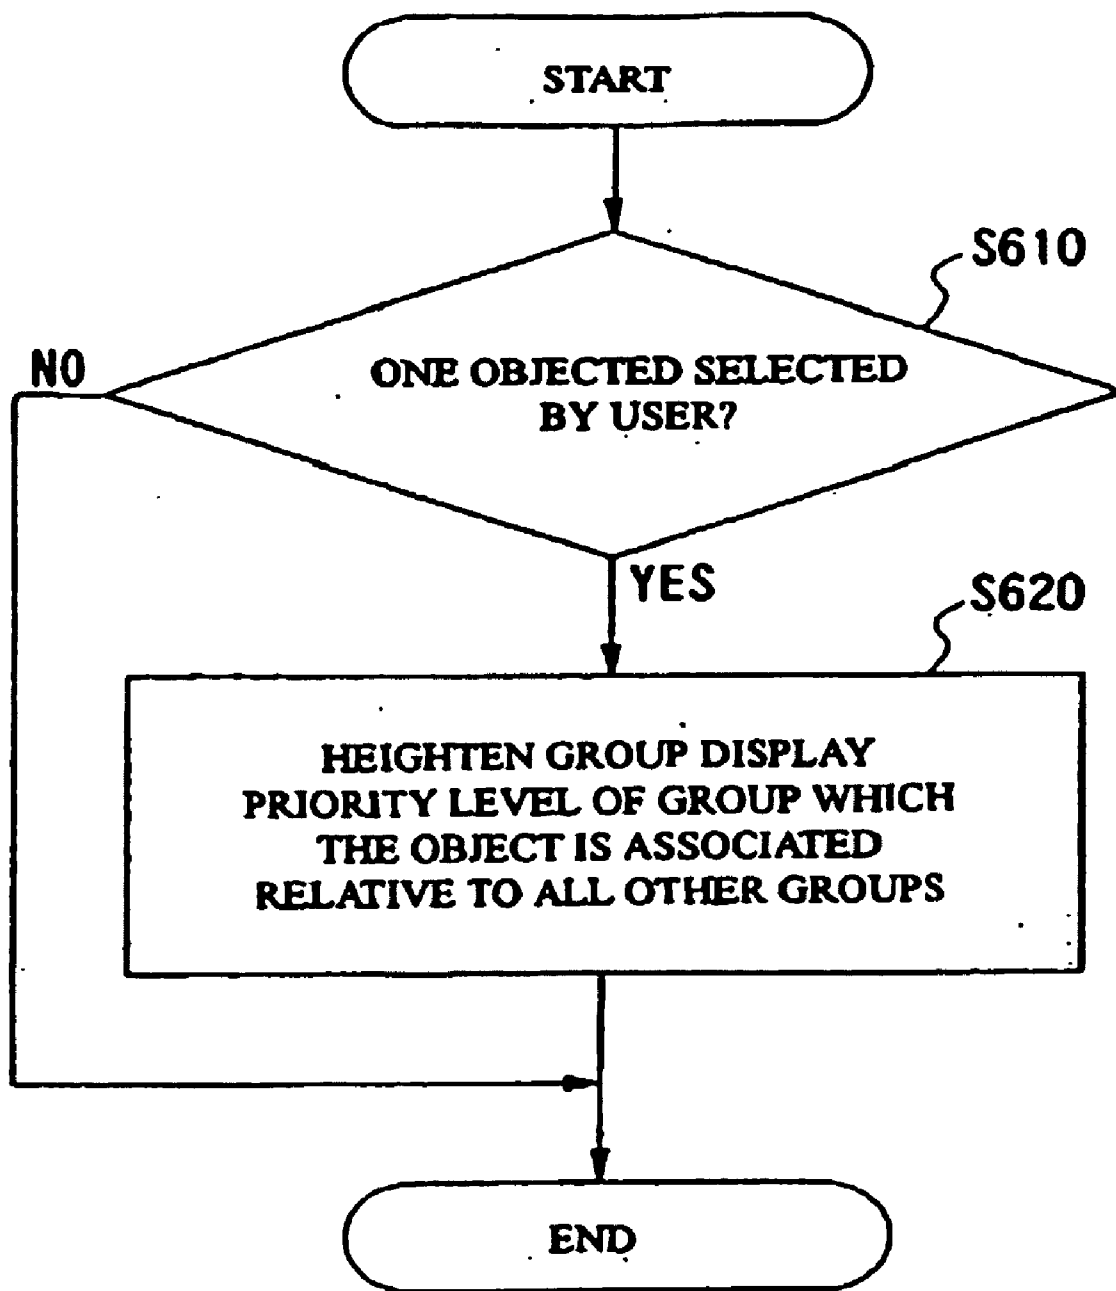 START
S610
NO
ONE OBJECTED SELECTED
BY USER?
YES
S620
HEIGHTEN GROUP DISPLAY
PRIORITY LEVEL OF GROUP WHICH
THE OBJECT IS ASSOCIATED
RELATIVE TO ALL OTHER GROUPS
END